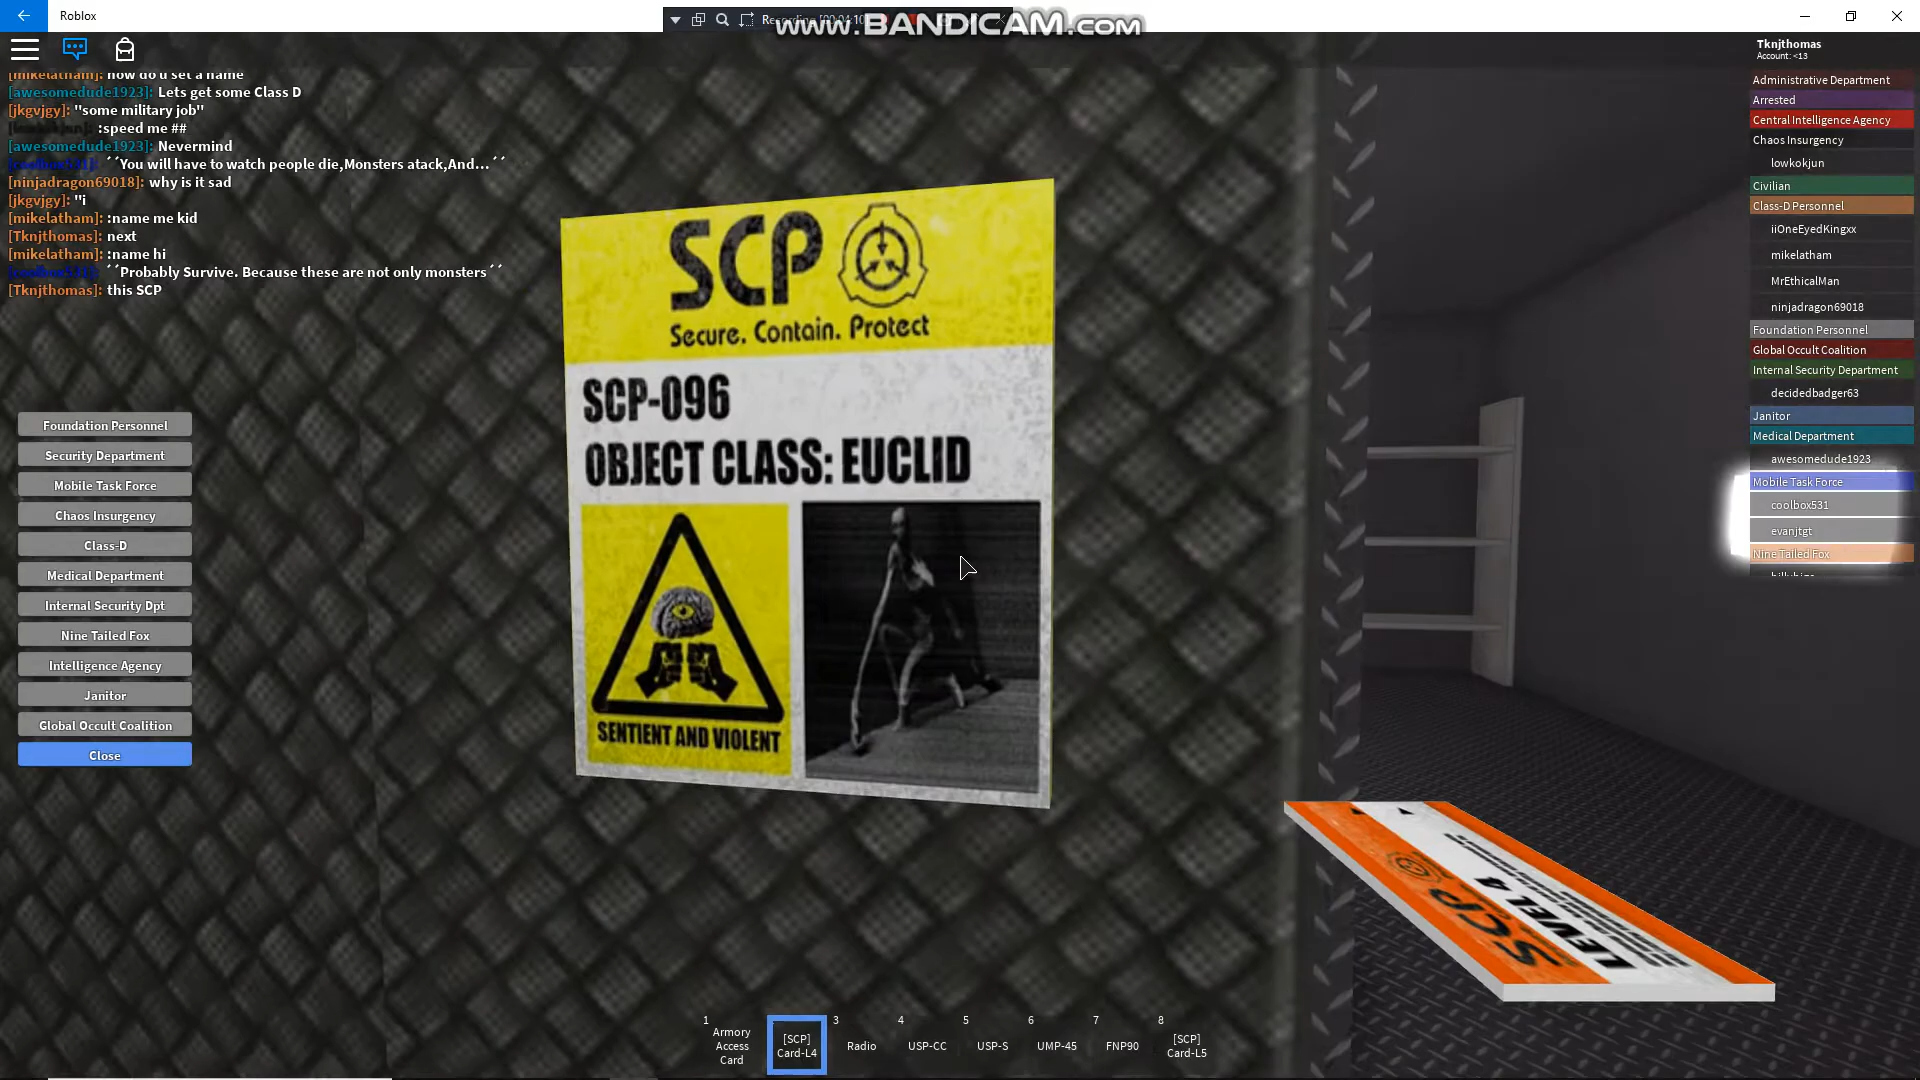 Roblox
Recording [00:04:10]
www.BANDICAM.com
[mikelatham]: how do u set a name
[awesomedude1923]: Lets get some Class D
[jkgvjgy]: "some military job"
[lowkokjun]: :speed me ##
[awesomedude1923]: Nevermind
[coolbox531]: ´´You will have to watch people die,Monsters atack,And...´´
[ninjadragon69018]: why is it sad
[jkgvjgy]: "i
[mikelatham]: :name me kid
[Tknjthomas]: next
[mikelatham]: :name hi
[coolbox531]: ´´Probably Survive. Because these are not only monsters´´
[Tknjthomas]: this SCP
Foundation Personnel
Security Department
Mobile Task Force
Chaos Insurgency
Class-D
Medical Department
Internal Security Dpt
Nine Tailed Fox
Intelligence Agency
Janitor
Global Occult Coalition
Close
SCP
Secure. Contain. Protect
SCP-096
OBJECT CLASS: EUCLID
SENTIENT AND VIOLENT
Tknjthomas
Account: <13
Administrative Department
Arrested
Central Intelligence Agency
Chaos Insurgency
lowkokjun
Civilian
Class-D Personnel
iiOneEyedKingxx
mikelatham
MrEthicalMan
ninjadragon69018
Foundation Personnel
Global Occult Coalition
Internal Security Department
decidedbadger63
Janitor
Medical Department
awesomedude1923
Mobile Task Force
coolbox531
evanjtgt
Nine Tailed Fox
SCP
LEVEL 4
1
Armory
Access
Card
[SCP]
Card-L4
3
Radio
4
USP-CC
5
USP-S
6
UMP-45
7
FNP90
8
[SCP]
Card-L5